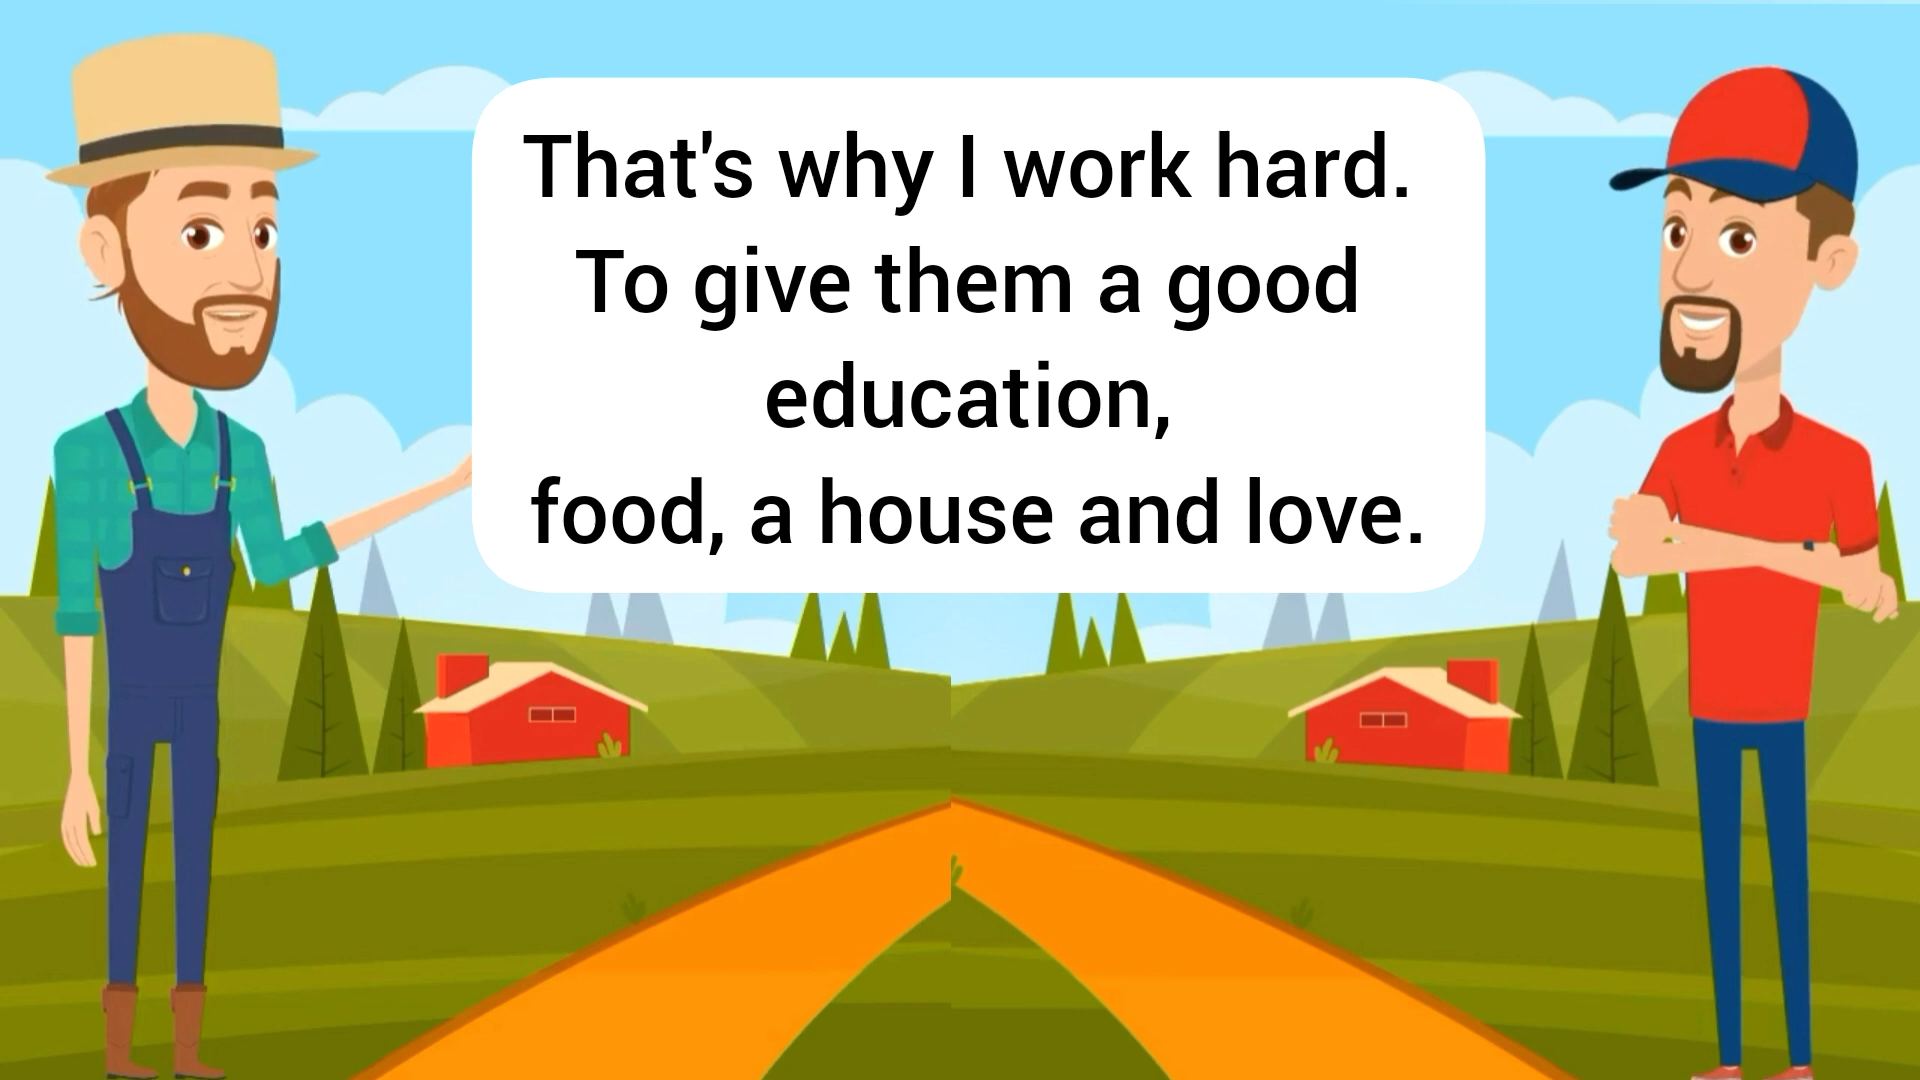 That's why I work hard.
To give them a good
education,
food, a house and love.